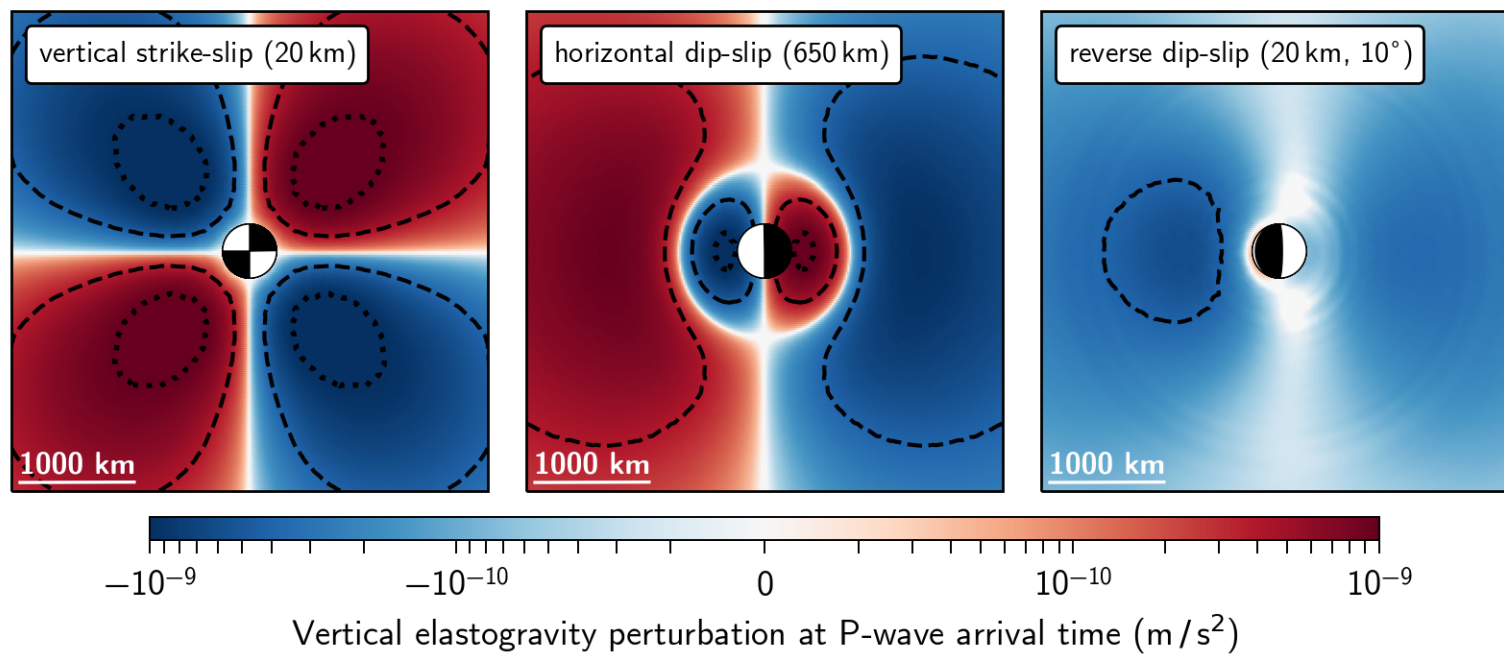 vertical strike-slip (20 km)
horizontal dip-slip (650 km)
reverse dip-slip (20 km, 10°)
1000 km
1000 km
1000 km
−10⁻⁹
−10⁻¹⁰
0
10⁻¹⁰
10⁻⁹
Vertical elastogravity perturbation at P-wave arrival time (m/s²)